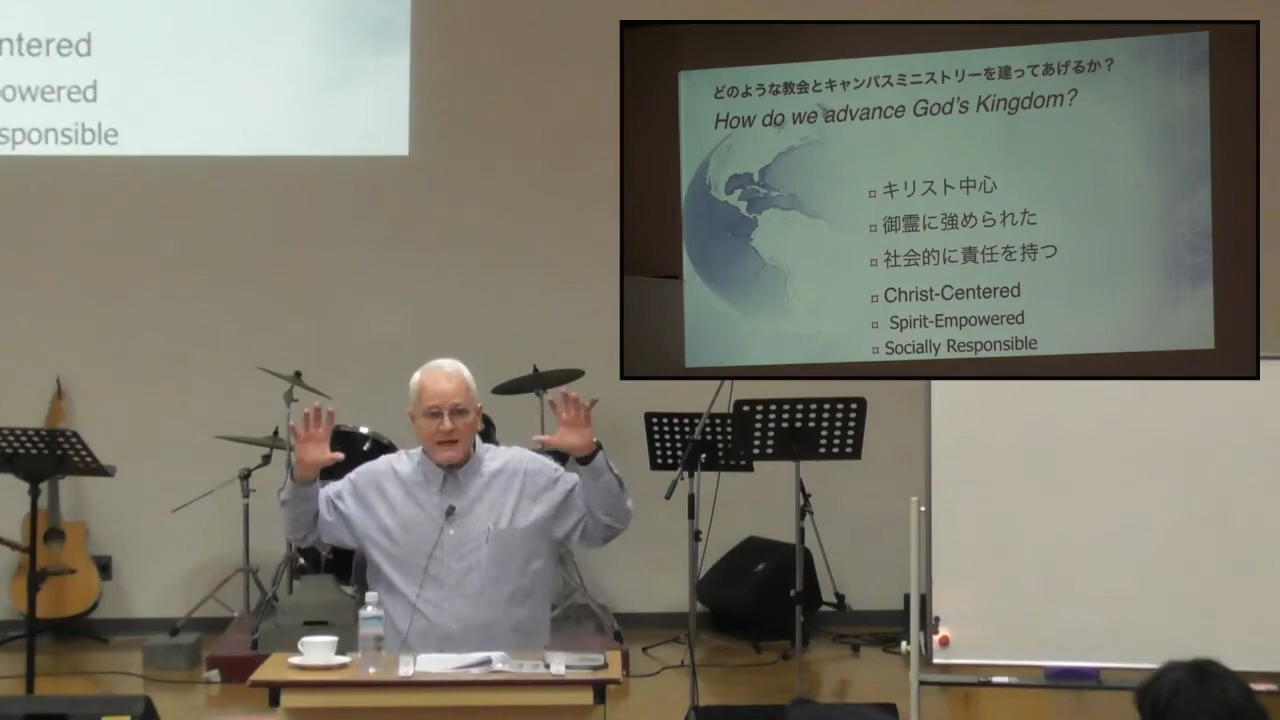 ntered
owered
sponsible
どのような教会とキャンパスミニストリーを建ってあげるか？
How do we advance God's Kingdom?
キリスト中心
御霊に強められた
社会的に責任を持つ
Christ-Centered
Spirit-Empowered
Socially Responsible